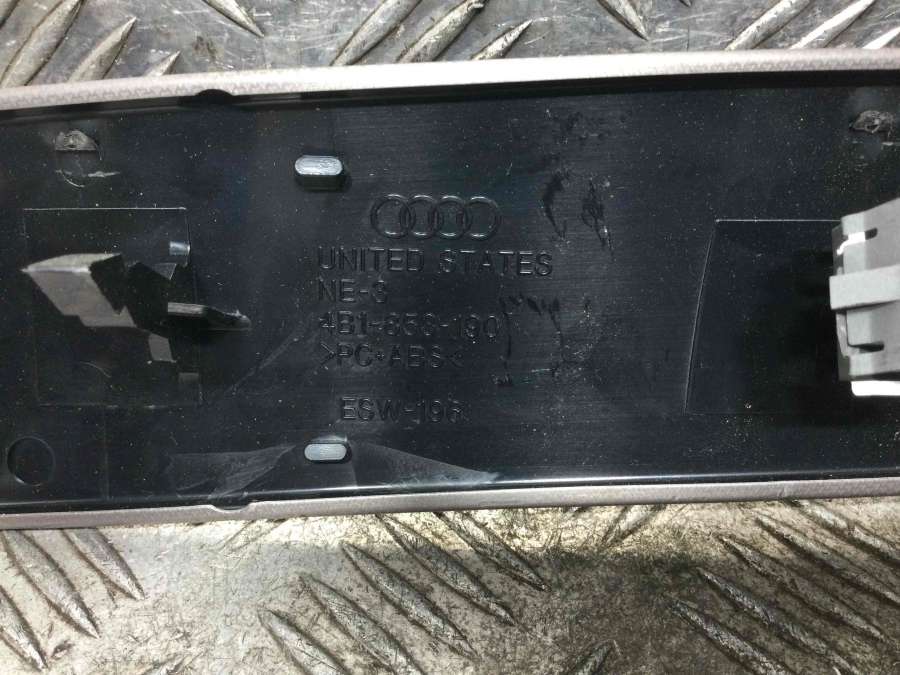 UNITED STATES
NE-3
4B1-858-190
>PC+ABS<
ESW-196